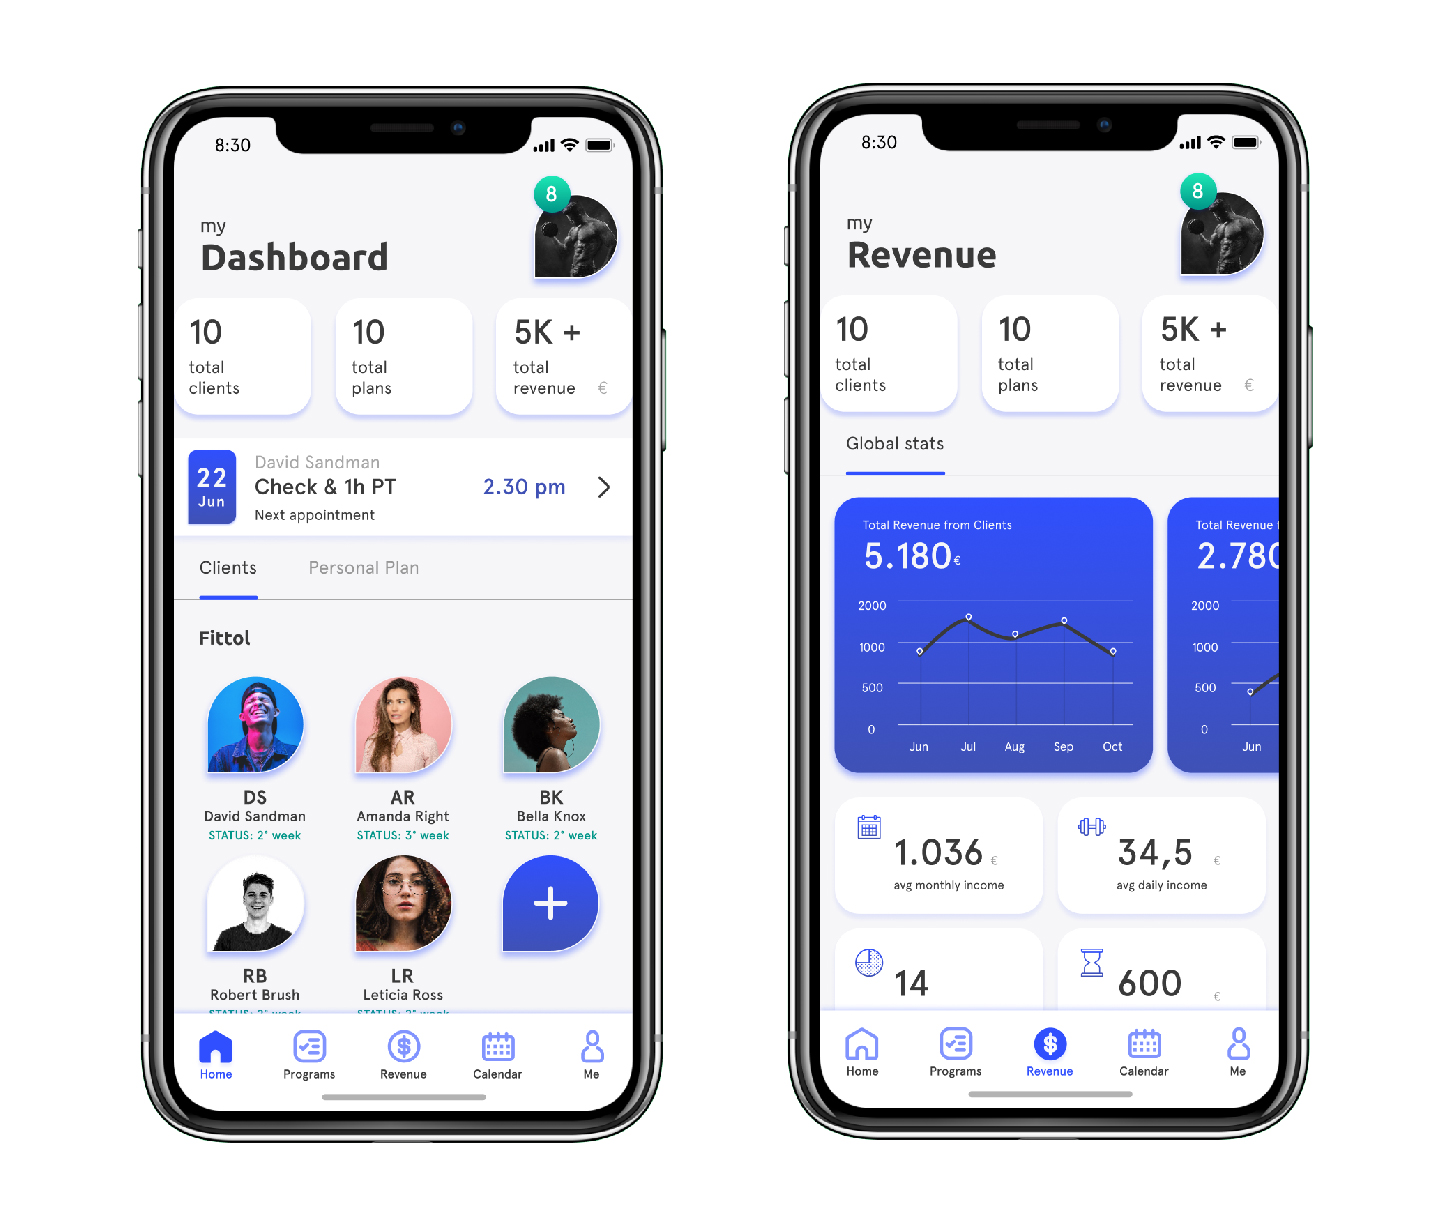 8:30
8
my
Dashboard
10
total
clients
10
total
plans
5K +
total
revenue €
22
Jun
David Sandman
Check & 1h PT
Next appointment
2.30 pm
Clients
Personal Plan
Fittol
DS
David Sandman
STATUS: 2° week
AR
Amanda Right
STATUS: 3° week
BK
Bella Knox
STATUS: 2° week
RB
Robert Brush
LR
Leticia Ross
Home
Programs
Revenue
Calendar
Me
8:30
8
my
Revenue
10
total
clients
10
total
plans
5K +
total
revenue €
Global stats
Total Revenue from Clients
5.180€
2000
1000
500
0
Jun Jul Aug Sep Oct
Total Revenue
2.780
2000
1000
500
0
Jun
1.036 €
avg monthly income
34,5 €
avg daily income
14
600 €
Home
Programs
Revenue
Calendar
Me